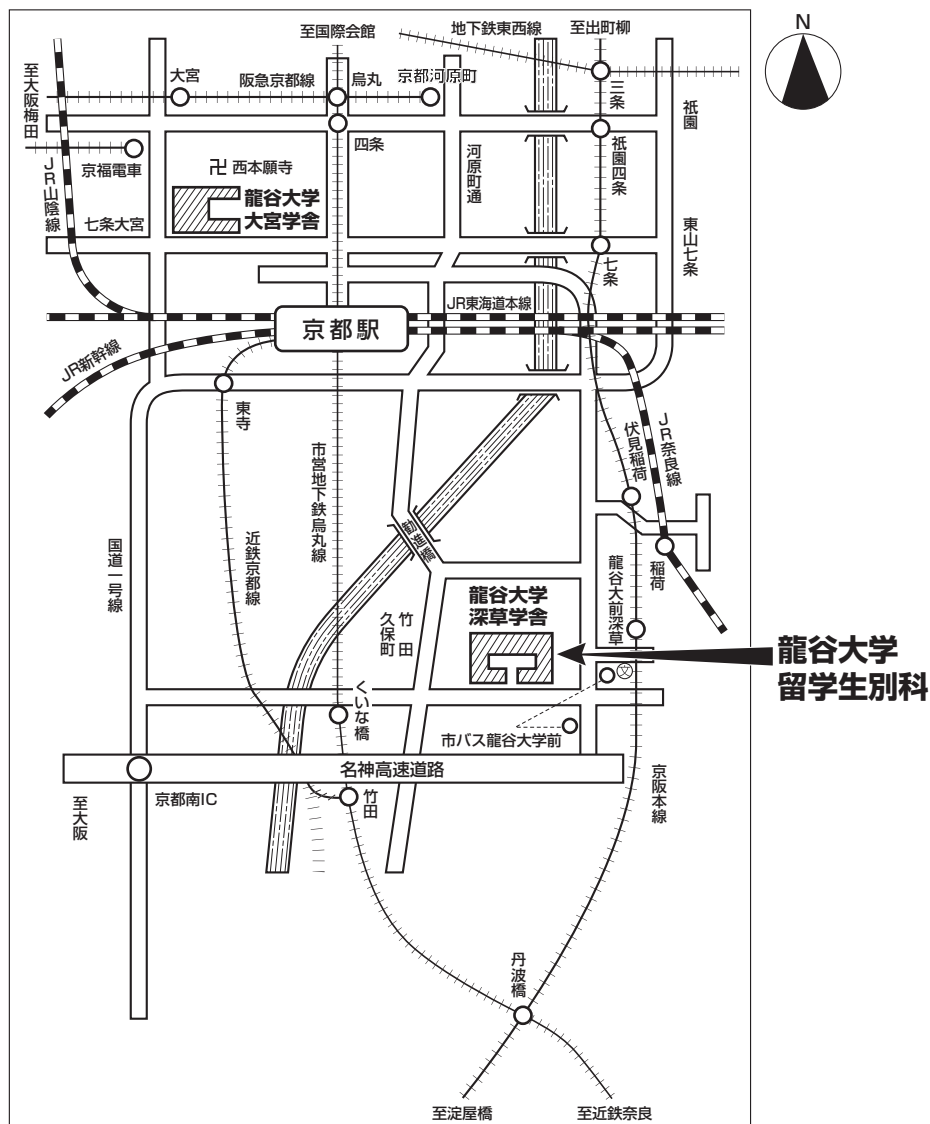 至国際会館
地下鉄東西線
至出町柳
N
至大阪梅田
大宮
阪急京都線
烏丸
京都河原町
三条
祇園
京福電車
四条
祇園四条
卍西本願寺
河原町通
JR山陰線
龍谷大学
大宮学舎
七条大宮
東山七条
七条
JR東海道本線
京都駅
JR新幹線
東寺
伏見稲荷
JR奈良線
市営地下鉄烏丸線
勧進橋
国道一号線
近鉄京都線
稲荷
龍谷大前深草
龍谷大学
深草学舎
竹田
久保町
龍谷大学
留学生別科
文
くいな橋
市バス龍谷大学前
名神高速道路
京都南IC
至大阪
竹田
京阪本線
丹波橋
至淀屋橋
至近鉄奈良